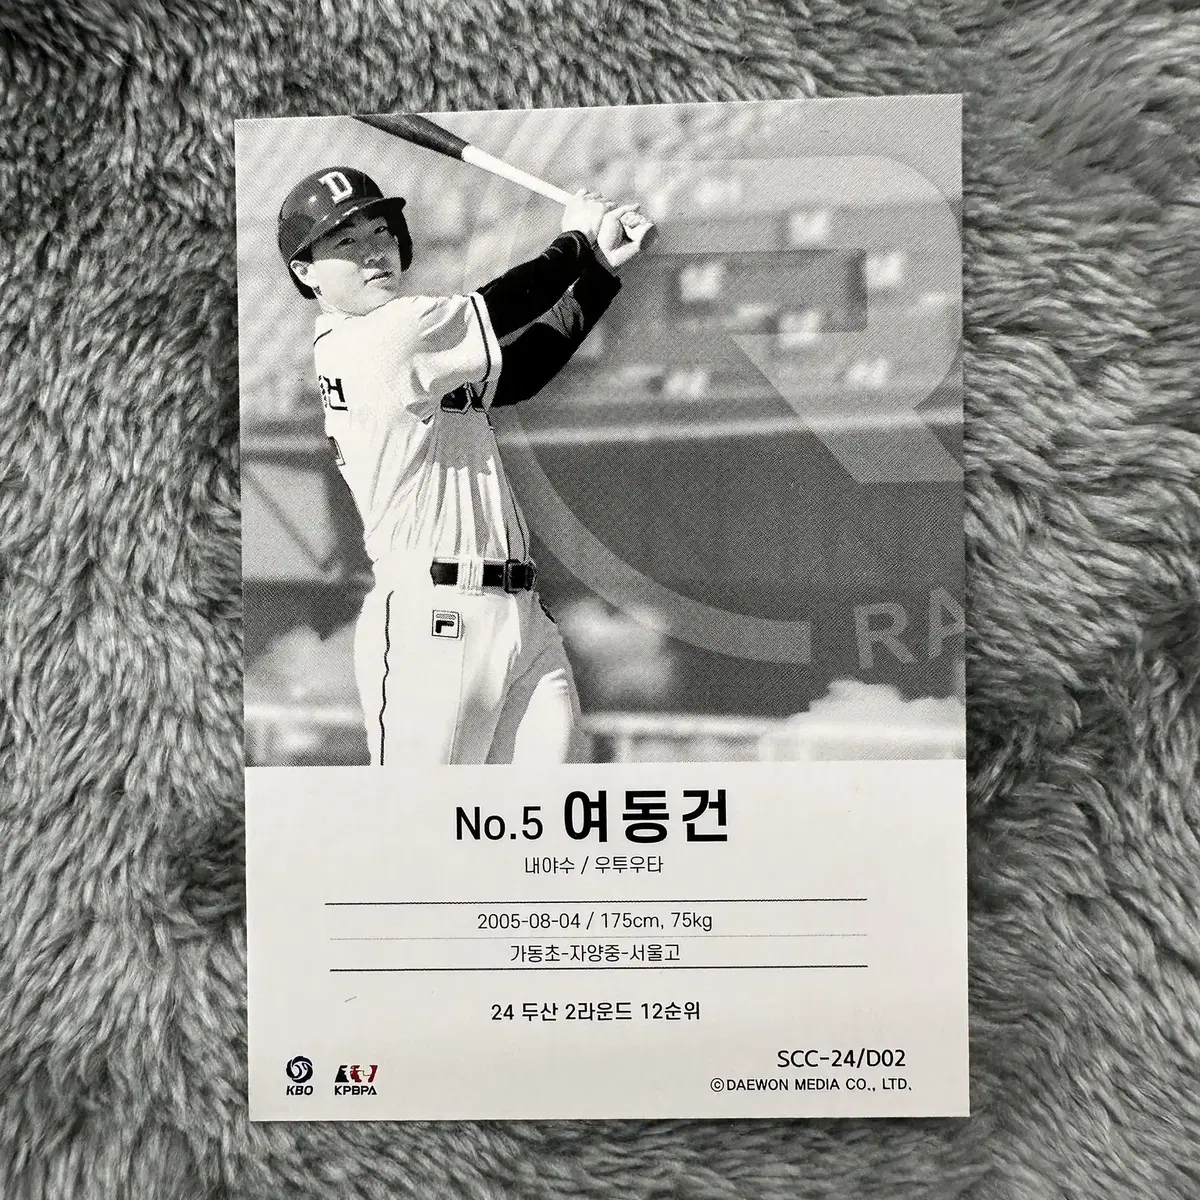 D
건
RA
No.5 여동건
내야수 / 우투우타
2005-08-04 / 175cm, 75kg
가동초-자양중-서울고
24 두산 2라운드 12순위
SCC-24/D02
©DAEWON MEDIA CO., LTD.
KBO
KPBPA